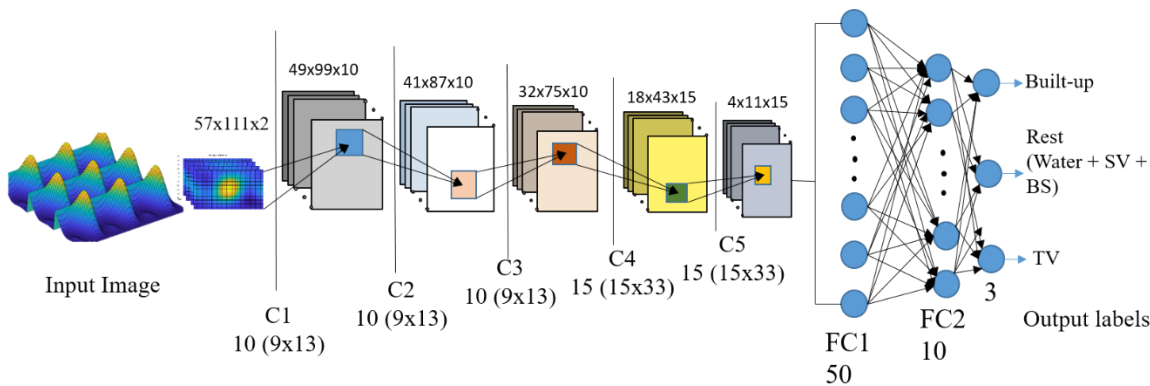 57x111x2
49x99x10
41x87x10
32x75x10
18x43x15
4x11x15
Input Image
C1
10 (9x13)
C2
10 (9x13)
C3
10 (9x13)
C4
15 (15x33)
C5
15 (15x33)
FC1
50
FC2
10
3
Built-up
Rest
(Water + SV +
BS)
TV
Output labels